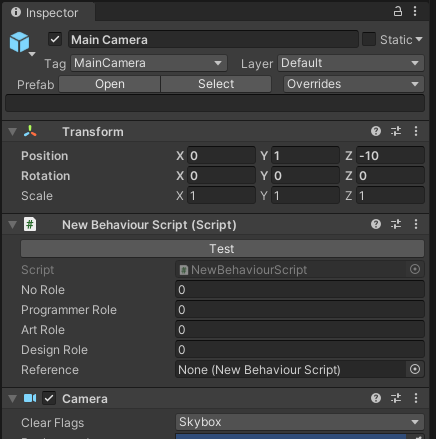 Inspector
Main Camera Static
Tag MainCamera Layer Default
Prefab Open Select Overrides
Transform
Position X 0 Y 1 Z -10
Rotation X 0 Y 0 Z 0
Scale X 1 Y 1 Z 1
# New Behaviour Script (Script)
Test
Script NewBehaviourScript
No Role 0
Programmer Role 0
Art Role 0
Design Role 0
Reference None (New Behaviour Script)
Camera
Clear Flags Skybox